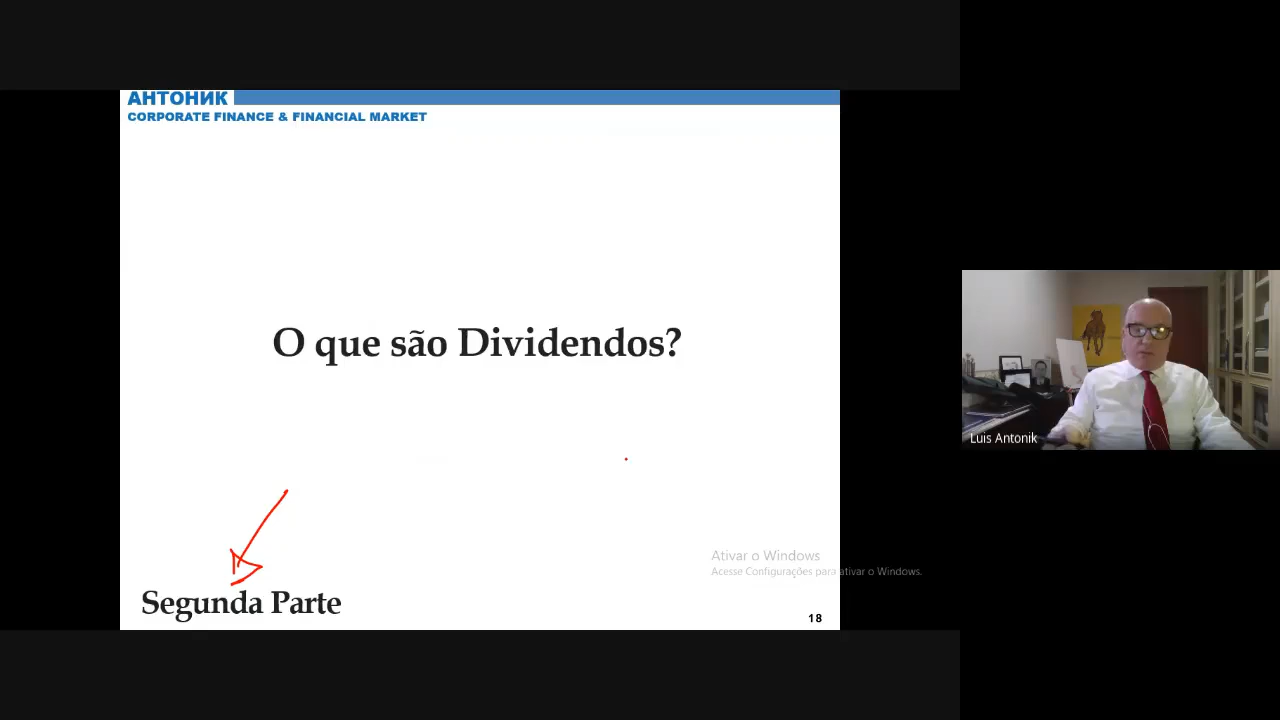 АНТОНИК
CORPORATE FINANCE & FINANCIAL MARKET
O que são Dividendos?
Luis Antonik
Ativar o Windows
Acesse Configurações para ativar o Windows.
Segunda Parte
18